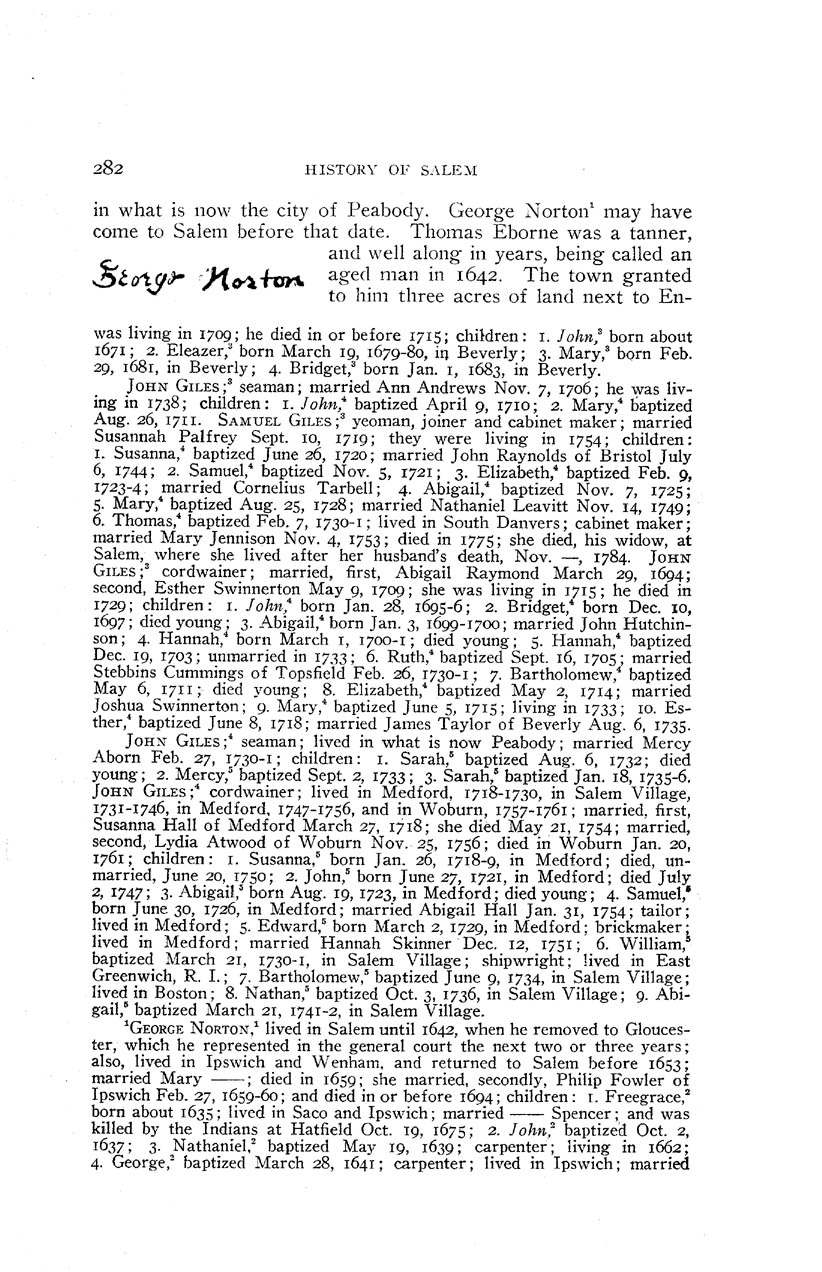 282 HISTORY OF SALEM
in what is now the city of Peabody. George Norton¹ may have
come to Salem before that date. Thomas Eborne was a tanner,
and well along in years, being called an
George Norton aged man in 1642. The town granted
to him three acres of land next to En-
was living in 1709; he died in or before 1715; children: 1. John,³ born about
1671; 2. Eleazer,³ born March 19, 1679-80, in Beverly; 3. Mary,³ born Feb.
29, 1681, in Beverly; 4. Bridget,³ born Jan. 1, 1683, in Beverly.
JOHN GILES;³ seaman; married Ann Andrews Nov. 7, 1706; he was liv-
ing in 1738; children: 1. John,⁴ baptized April 9, 1710; 2. Mary,⁴ baptized
Aug. 26, 1711. SAMUEL GILES;³ yeoman, joiner and cabinet maker; married
Susannah Palfrey Sept. 10, 1719; they were living in 1754; children:
1. Susanna,⁴ baptized June 26, 1720; married John Raynolds of Bristol July
6, 1744; 2. Samuel,⁴ baptized Nov. 5, 1721; 3. Elizabeth,⁴ baptized Feb. 9,
1723-4; married Cornelius Tarbell; 4. Abigail,⁴ baptized Nov. 7, 1725;
5. Mary,⁴ baptized Aug. 25, 1728; married Nathaniel Leavitt Nov. 14, 1749;
6. Thomas,⁴ baptized Feb. 7, 1730-1; lived in South Danvers; cabinet maker;
married Mary Jennison Nov. 4, 1753; died in 1775; she died, his widow, at
Salem, where she lived after her husband's death, Nov. —, 1784. JOHN
GILES;³ cordwainer; married, first, Abigail Raymond March 29, 1694;
second, Esther Swinnerton May 9, 1709; she was living in 1715; he died in
1729; children: 1. John,⁴ born Jan. 28, 1695-6; 2. Bridget,⁴ born Dec. 10,
1697; died young; 3. Abigail,⁴ born Jan. 3, 1699-1700; married John Hutchin-
son; 4. Hannah,⁴ born March 1, 1700-1; died young; 5. Hannah,⁴ baptized
Dec. 19, 1703; unmarried in 1733; 6. Ruth,⁴ baptized Sept. 16, 1705; married
Stebbins Cummings of Topsfield Feb. 26, 1730-1; 7. Bartholomew,⁴ baptized
May 6, 1711; died young; 8. Elizabeth,⁴ baptized May 2, 1714; married
Joshua Swinnerton; 9. Mary,⁴ baptized June 5, 1715; living in 1733; 10. Es-
ther,⁴ baptized June 8, 1718; married James Taylor of Beverly Aug. 6, 1735.
JOHN GILES;⁴ seaman; lived in what is now Peabody; married Mercy
Aborn Feb. 27, 1730-1; children: 1. Sarah,⁵ baptized Aug. 6, 1732; died
young; 2. Mercy,⁵ baptized Sept. 2, 1733; 3. Sarah,⁵ baptized Jan. 18, 1735-6.
JOHN GILES;⁴ cordwainer; lived in Medford, 1718-1730, in Salem Village,
1731-1746, in Medford, 1747-1756, and in Woburn, 1757-1761; married, first,
Susanna Hall of Medford March 27, 1718; she died May 21, 1754; married,
second, Lydia Atwood of Woburn Nov. 25, 1756; died in Woburn Jan. 20,
1761; children: 1. Susanna,⁵ born Jan. 26, 1718-9, in Medford; died, un-
married, June 20, 1750; 2. John,⁵ born June 27, 1721, in Medford; died July
2, 1747; 3. Abigail,⁵ born Aug. 19, 1723, in Medford; died young; 4. Samuel,⁵
born June 30, 1726, in Medford; married Abigail Hall Jan. 31, 1754; tailor;
lived in Medford; 5. Edward,⁵ born March 2, 1729, in Medford; brickmaker;
lived in Medford; married Hannah Skinner Dec. 12, 1751; 6. William,⁵
baptized March 21, 1730-1, in Salem Village; shipwright; lived in East
Greenwich, R. I.; 7. Bartholomew,⁵ baptized June 9, 1734, in Salem Village;
lived in Boston; 8. Nathan,⁵ baptized Oct. 3, 1736, in Salem Village; 9. Abi-
gail,⁵ baptized March 21, 1741-2, in Salem Village.
¹GEORGE NORTON,¹ lived in Salem until 1642, when he removed to Glouces-
ter, which he represented in the general court the next two or three years;
also, lived in Ipswich and Wenham, and returned to Salem before 1653;
married Mary ——; died in 1659; she married, secondly, Philip Fowler of
Ipswich Feb. 27, 1659-60; and died in or before 1694; children: 1. Freegrace,²
born about 1635; lived in Saco and Ipswich; married —— Spencer; and was
killed by the Indians at Hatfield Oct. 19, 1675; 2. John,² baptized Oct. 2,
1637; 3. Nathaniel,² baptized May 19, 1639; carpenter; living in 1662;
4. George,² baptized March 28, 1641; carpenter; lived in Ipswich; married